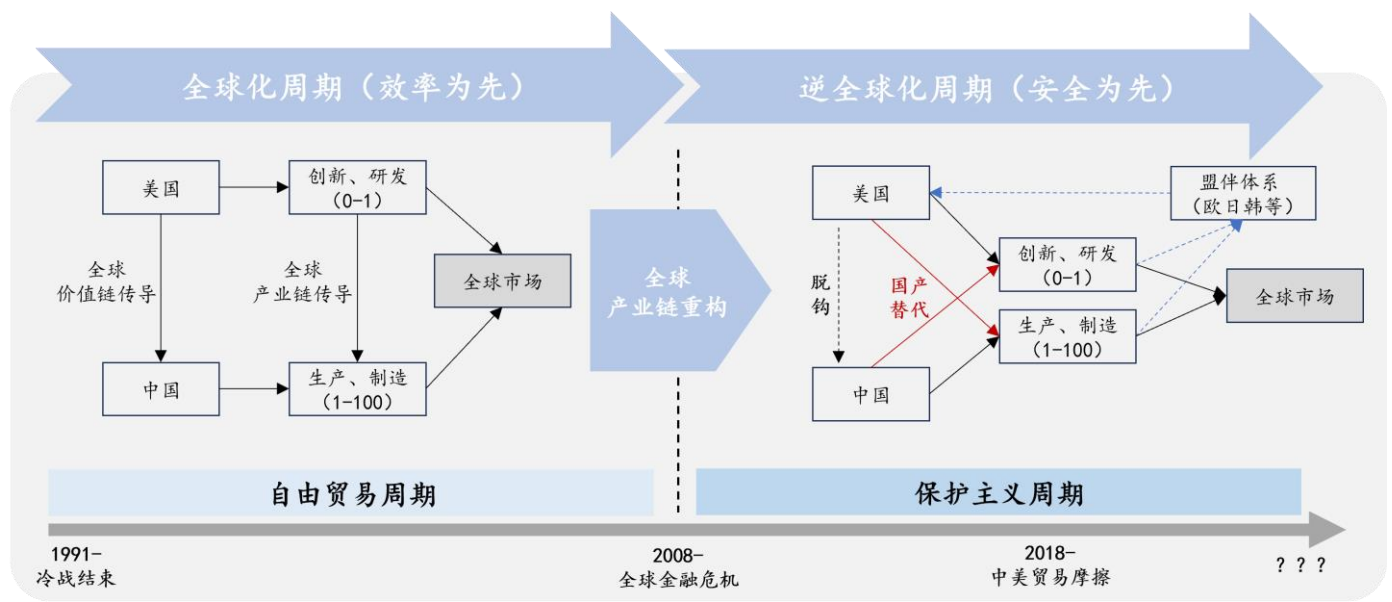 全球化周期（效率为先）
逆全球化周期（安全为先）
美国
创新、研发
（0-1）
全球
价值链传导
全球
产业链传导
全球市场
中国
生产、制造
（1-100）
全球
产业链重构
美国
盟伴体系
（欧日韩等）
脱
钩
国产
替代
创新、研发
（0-1）
生产、制造
（1-100）
全球市场
中国
自由贸易周期
保护主义周期
1991-
冷战结束
2008-
全球金融危机
2018-
中美贸易摩擦
？？？